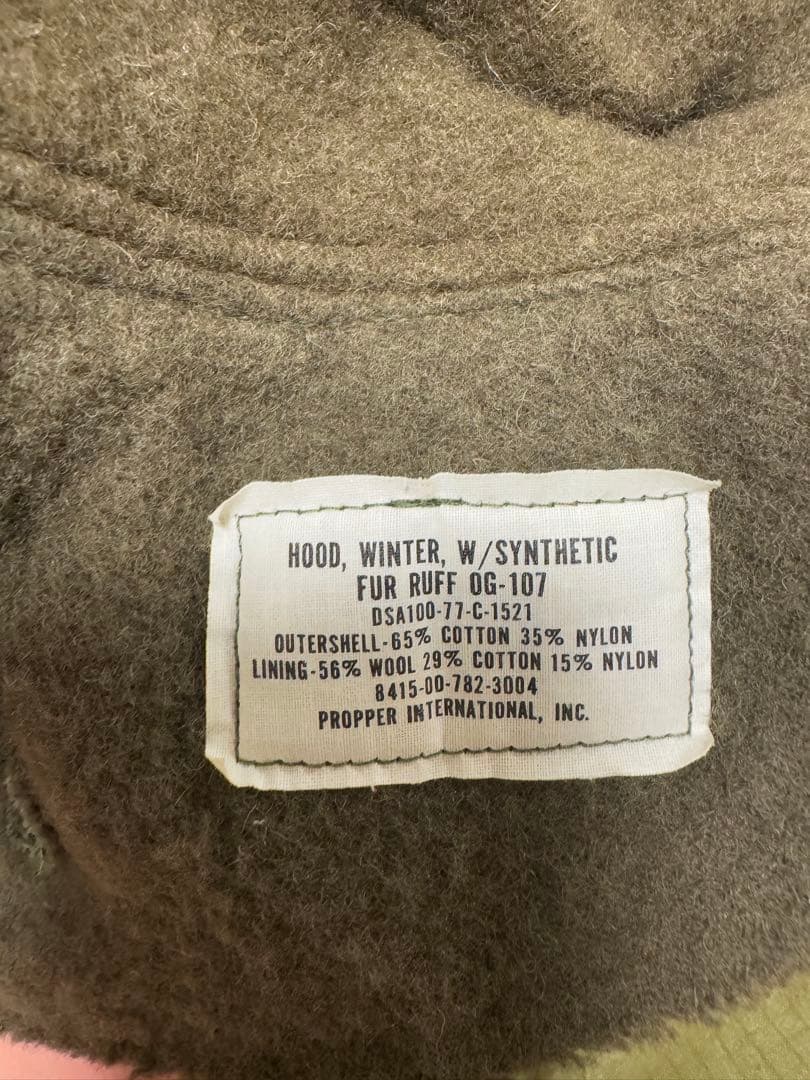 HOOD, WINTER, W/SYNTHETIC
FUR RUFF OG-107
DSA100-77-C-1521
OUTERSHELL-65% COTTON 35% NYLON
LINING-56% WOOL 29% COTTON 15% NYLON
8415-00-782-3004
PROPPER INTERNATIONAL, INC.